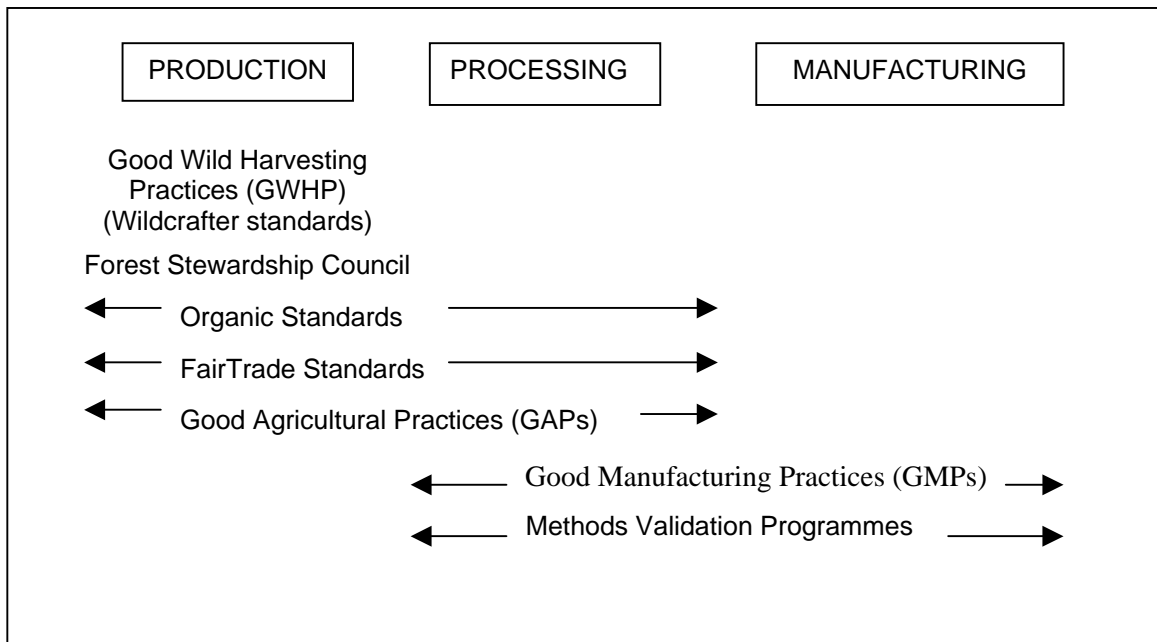 PRODUCTION
PROCESSING
MANUFACTURING
Good Wild Harvesting
Practices (GWHP)
(Wildcrafter standards)
Forest Stewardship Council
Organic Standards
FairTrade Standards
Good Agricultural Practices (GAPs)
Good Manufacturing Practices (GMPs)
Methods Validation Programmes